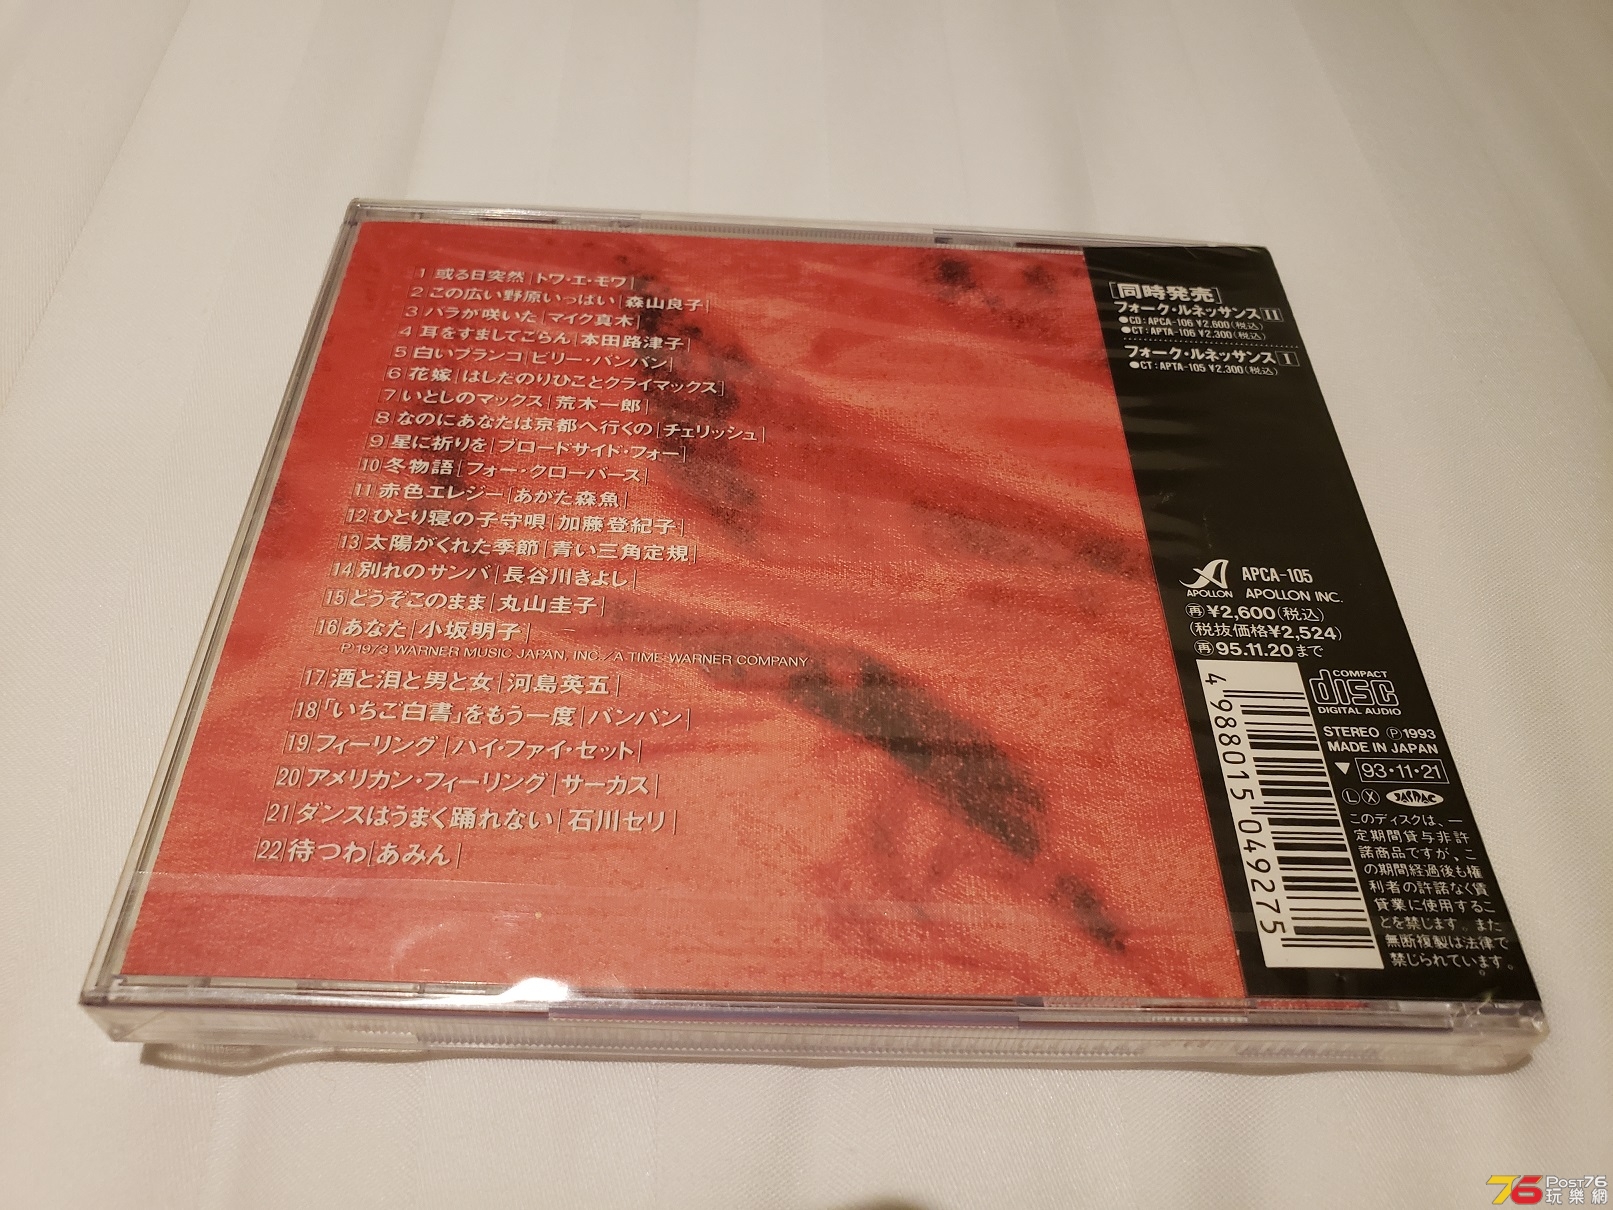 1 或る日突然|トワ・エ・モワ|
2 この広い野原いっぱい|森山良子|
3 バラが咲いた|マイク真木|
4 耳をすましてごらん|本田路津子|
5 白いブランコ|ビリー・バンバン|
6 花嫁|はしだのりひことクライマックス|
7 いとしのマックス|荒木一郎|
8 なのにあなたは京都へ行くの|チェリッシュ|
9 星に祈りを|ブロードサイド・フォー|
10 冬物語|フォー・クローバース|
11 赤色エレジー|あがた森魚|
12 ひとり寝の子守唄|加藤登紀子|
13 太陽がくれた季節|青い三角定規|
14 別れのサンバ|長谷川きよし|
15 どうぞこのまま|丸山圭子|
16 あなた|小坂明子|
Ⓟ1973 WARNER MUSIC JAPAN, INC./A TIME WARNER COMPANY
17 酒と泪と男と女|河島英五|
18 「いちご白書」をもう一度|バンバン|
19 フィーリング|ハイ・ファイ・セット|
20 アメリカン・フィーリング|サーカス|
21 ダンスはうまく踊れない|石川セリ|
22 待つわ|あみん|
[同時発売]
フォーク・ルネッサンス II
●CD:APCA-106 ¥2,600(税込)
●CT:APTA-106 ¥2,300(税込)
フォーク・ルネッサンス I
●CT:APTA-105 ¥2,300(税込)
APOLLON
APCA-105
APOLLON INC.
再¥2,600(税込)
(税抜価格¥2,524)
再95.11.20まで
4 988015 049275
COMPACT
disc
DIGITAL AUDIO
STEREO Ⓟ1993
MADE IN JAPAN
▼93・11・21
Ⓛ Ⓧ JASRAC
このディスクは、一
定期間貸与非許
諾商品ですが、こ
の期間経過後も権
利者の許諾なく賃
貸業に使用するこ
とを禁じます。また
無断複製は法律で
禁じられています。
76 Post76
玩樂網